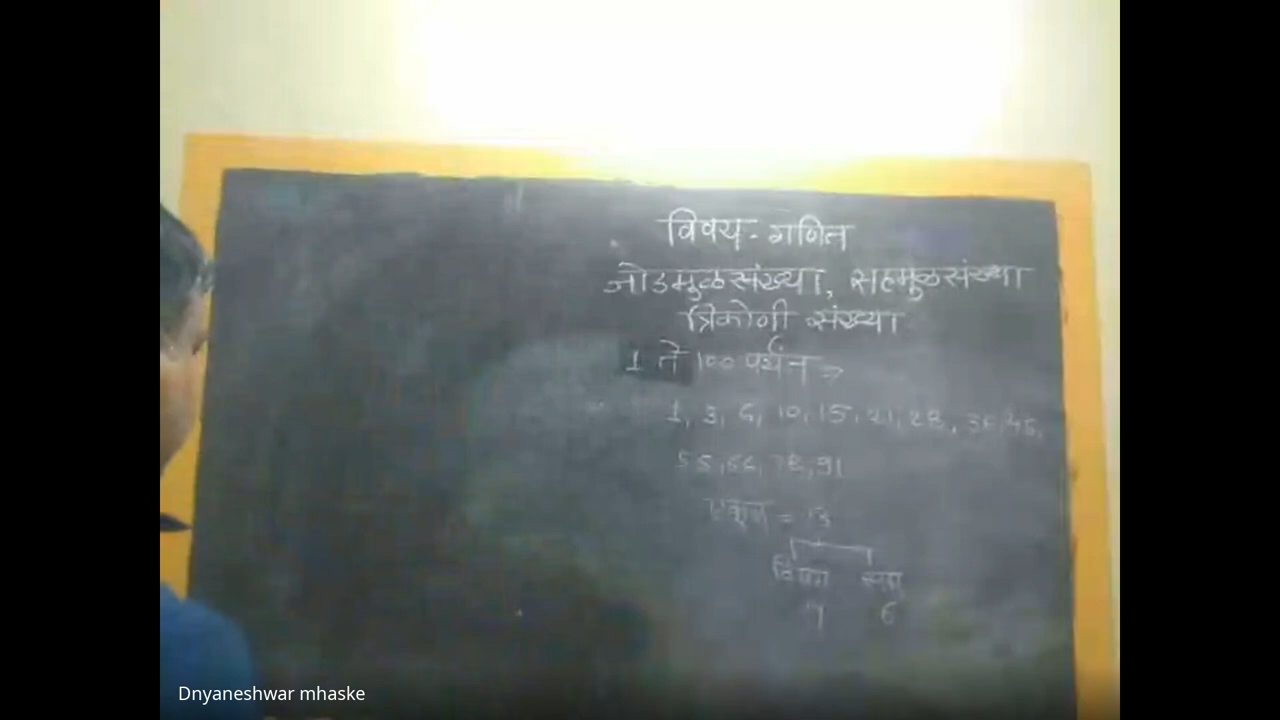 विषय - गणित
जोडमुळसंख्या, सहमुळसंख्या
त्रिकोणी संख्या
1 ते 100 पर्यंत →
1, 3, 6, 10, 15, 21, 28, 36, 45,
55, 66, 78, 91
एकूण = 13
विषम सम
7 6
Dnyaneshwar mhaske